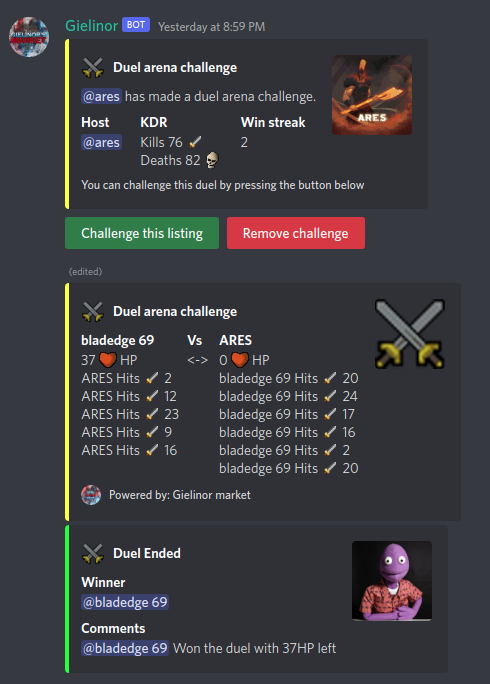 Gielinor BOT Yesterday at 8:59 PM
Duel arena challenge
@ares has made a duel arena challenge.
Host KDR Win streak
@ares Kills 76 2
Deaths 82
You can challenge this duel by pressing the button below
ARES
Challenge this listing Remove challenge
(edited)
Duel arena challenge
bladedge 69 Vs ARES
37 HP <-> 0 HP
ARES Hits 2 bladedge 69 Hits 20
ARES Hits 12 bladedge 69 Hits 24
ARES Hits 23 bladedge 69 Hits 17
ARES Hits 9 bladedge 69 Hits 16
ARES Hits 16 bladedge 69 Hits 2
bladedge 69 Hits 20
Powered by: Gielinor market
Duel Ended
Winner
@bladedge 69
Comments
@bladedge 69 Won the duel with 37HP left